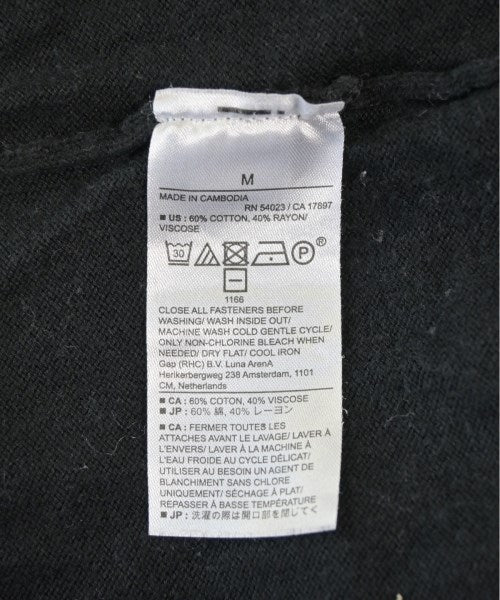 M
MADE IN CAMBODIA
RN 54023 / CA 17897
■ US : 60% COTTON, 40% RAYON/
VISCOSE
30
P ®
1166
CLOSE ALL FASTENERS BEFORE
WASHING/ WASH INSIDE OUT/
MACHINE WASH COLD GENTLE CYCLE/
ONLY NON-CHLORINE BLEACH WHEN
NEEDED/ DRY FLAT/ COOL IRON
Gap (RHC) B.V. Luna ArenA
Herikerbergweg 238 Amsterdam, 1101
CM, Netherlands
■ CA : 60% COTON, 40% VISCOSE
■ JP : 60% 綿, 40% レーヨン
■ CA : FERMER TOUTES LES
ATTACHES AVANT LE LAVAGE/ LAVER À
L'ENVERS/ LAVER À LA MACHINE À
L'EAU FROIDE AU CYCLE DÉLICAT/
UTILISER AU BESOIN UN AGENT DE
BLANCHIMENT SANS CHLORE
UNIQUEMENT/ SÉCHAGE À PLAT/
REPASSER À BASSE TEMPÉRATURE
■ JP : 洗濯の際は開口部を閉じてく